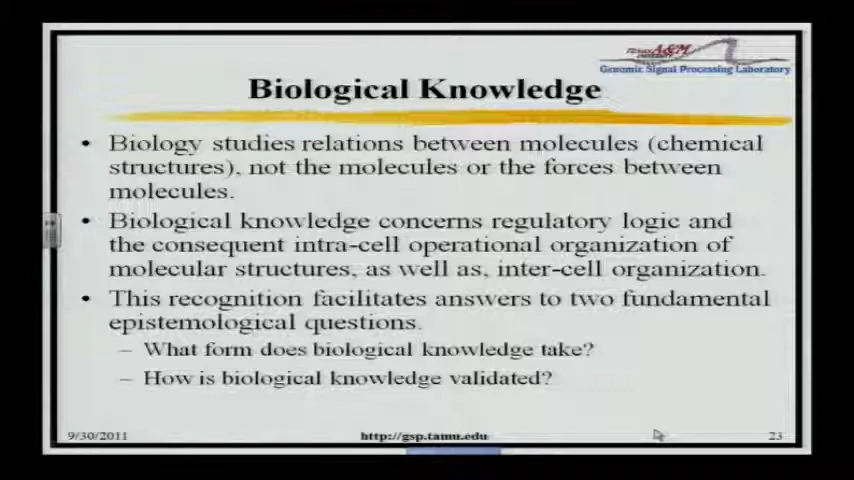 TEXAS A&M
UNIVERSITY
Genomic Signal Processing Laboratory
Biological Knowledge
• Biology studies relations between molecules (chemical
structures), not the molecules or the forces between
molecules.
• Biological knowledge concerns regulatory logic and
the consequent intra-cell operational organization of
molecular structures, as well as, inter-cell organization.
• This recognition facilitates answers to two fundamental
epistemological questions.
– What form does biological knowledge take?
– How is biological knowledge validated?
9/30/2011
http://gsp.tamu.edu
23